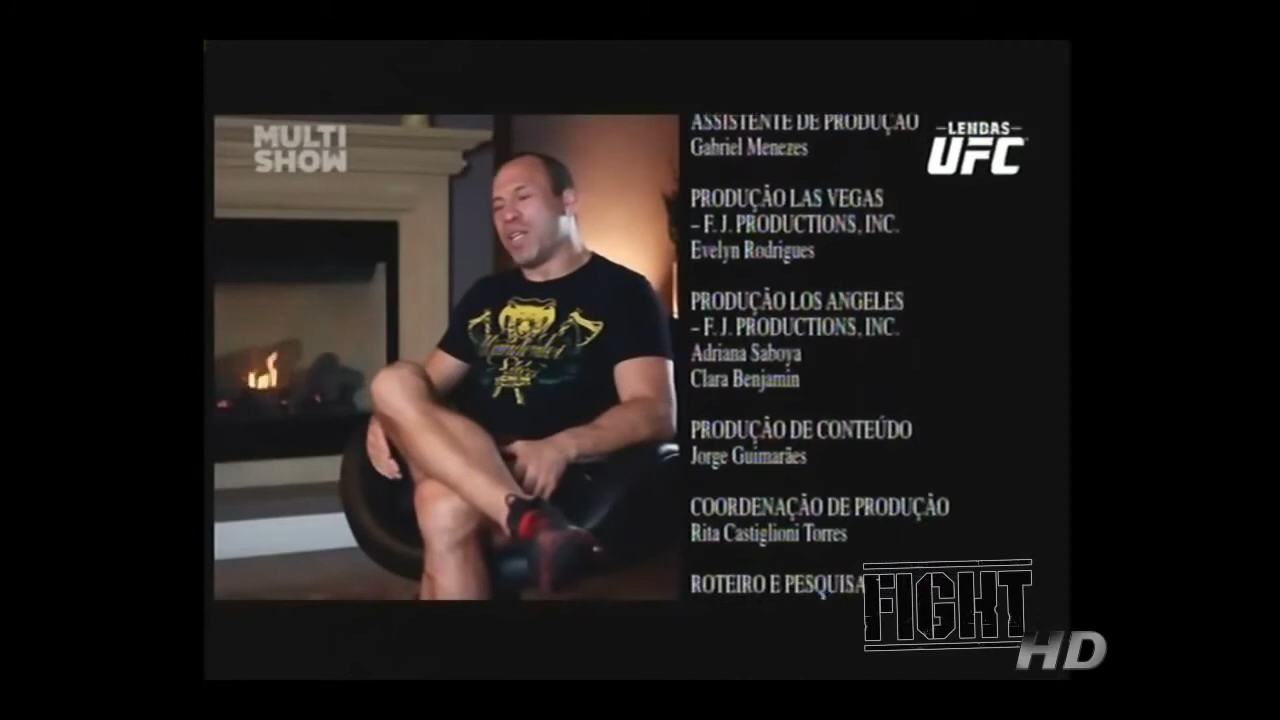 MULTI
SHOW
LENDAS
UFC
ASSISTENTE DE PRODUÇÃO
Gabriel Menezes
PRODUÇÃO LAS VEGAS
– F. J. PRODUCTIONS, INC.
Evelyn Rodrigues
PRODUÇÃO LOS ANGELES
– F. J. PRODUCTIONS, INC.
Adriana Saboya
Clara Benjamin
PRODUÇÃO DE CONTEÚDO
Jorge Guimarães
COORDENAÇÃO DE PRODUÇÃO
Rita Castiglioni Torres
ROTEIRO E PESQUISA
FIGHT
HD